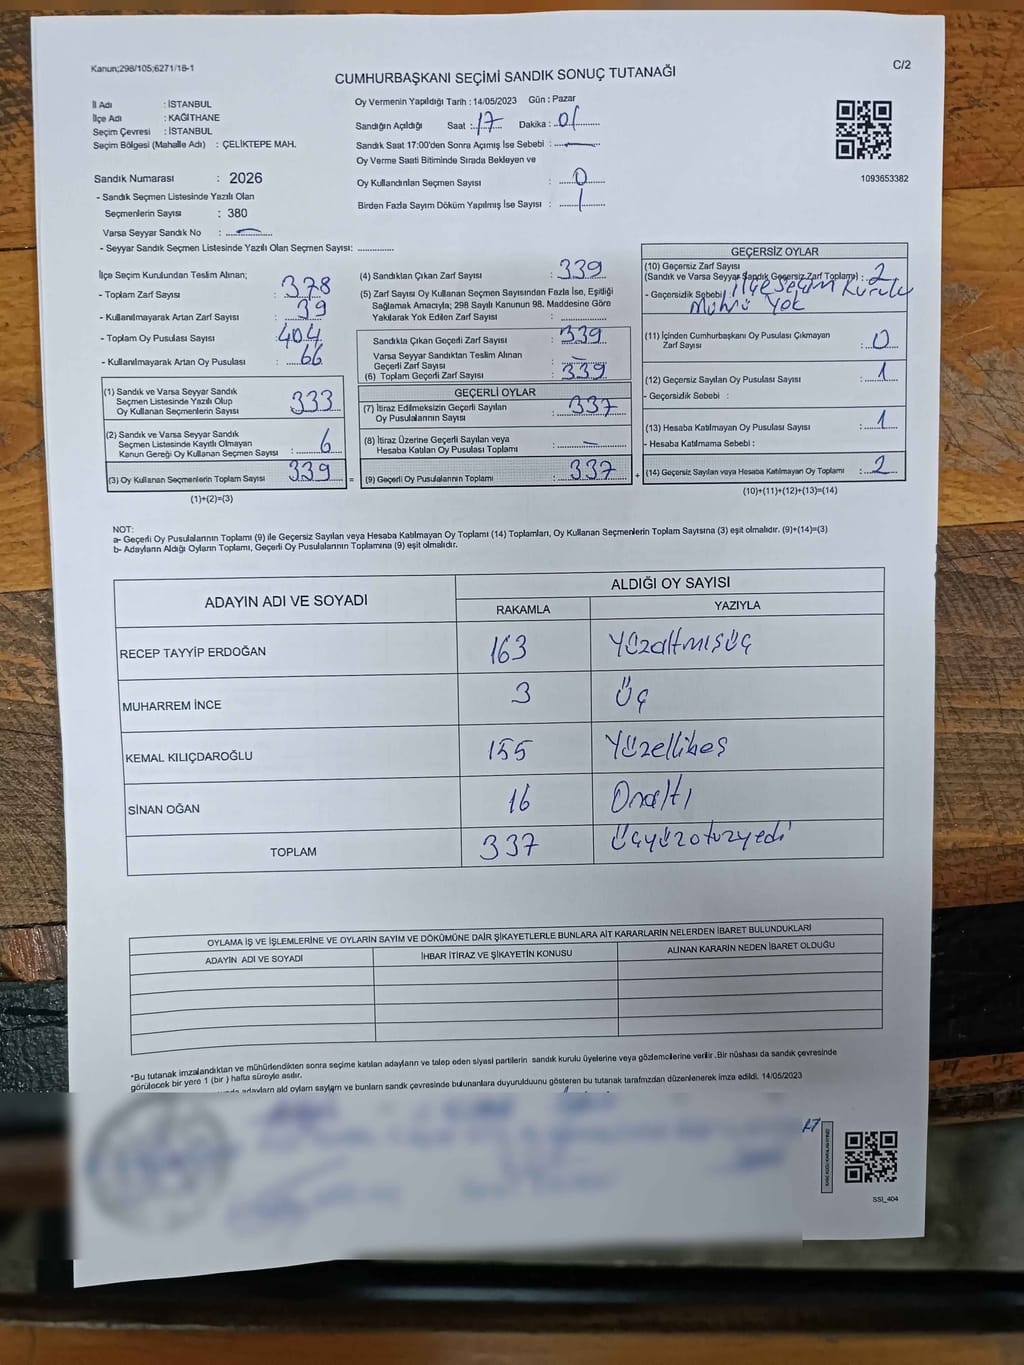 Kanun;298/105;6271/18-1
C/2
CUMHURBAŞKANI SEÇİMİ SANDIK SONUÇ TUTANAĞI
İl Adı : İSTANBUL
İlçe Adı : KAĞITHANE
Seçim Çevresi : İSTANBUL
Seçim Bölgesi (Mahalle Adı) : ÇELİKTEPE MAH.
Sandık Numarası : 2026
- Sandık Seçmen Listesinde Yazılı Olan
Seçmenlerin Sayısı : 380
Varsa Seyyar Sandık No : —
- Seyyar Sandık Seçmen Listesinde Yazılı Olan Seçmen Sayısı: ..............
Oy Vermenin Yapıldığı Tarih : 14/05/2023 Gün : Pazar
Sandığın Açıldığı Saat : 17 Dakika : 01
Sandık Saat 17:00'den Sonra Açımış İse Sebebi : —
Oy Verme Saati Bitiminde Sırada Bekleyen ve
Oy Kullandırılan Seçmen Sayısı : 0
Birden Fazla Sayım Döküm Yapılmış İse Sayısı : 1
1093653382
İlçe Seçim Kurulundan Teslim Alınan;
- Toplam Zarf Sayısı : 378
- Kullanılmayarak Artan Zarf Sayısı : 39
- Toplam Oy Pusulası Sayısı : 404
- Kullanılmayarak Artan Oy Pusulası : 66
(1) Sandık ve Varsa Seyyar Sandık
Seçmen Listesinde Yazılı Olup
Oy Kullanan Seçmenlerin Sayısı : 333
(2) Sandık ve Varsa Seyyar Sandık
Seçmen Listesinde Kayıtlı Olmayan
Kanun Gereği Oy Kullanan Seçmen Sayısı : 6
(3) Oy Kullanan Seçmenlerin Toplam Sayısı : 339 =
(1)+(2)=(3)
(4) Sandıktan Çıkan Zarf Sayısı : 339
(5) Zarf Sayısı Oy Kullanan Seçmen Sayısından Fazla İse, Eşitliği
Sağlamak Amacıyla; 298 Sayılı Kanunun 98. Maddesine Göre
Yakılarak Yok Edilen Zarf Sayısı : ..............
Sandıkta Çıkan Geçerli Zarf Sayısı : 339
Varsa Seyyar Sandıktan Teslim Alınan
Geçerli Zarf Sayısı : —
(6) Toplam Geçerli Zarf Sayısı : 339
GEÇERLİ OYLAR
(7) İtiraz Edilmeksizin Geçerli Sayılan
Oy Pusulalarının Sayısı : 337
(8) İtiraz Üzerine Geçerli Sayılan veya
Hesaba Katılan Oy Pusulası Toplamı : —
(9) Geçerli Oy Pusulalarının Toplamı : 337 +
GEÇERSİZ OYLAR
(10) Geçersiz Zarf Sayısı
(Sandık ve Varsa Seyyar Sandık Geçersiz Zarf Toplamı) : 2
- Geçersizlik Sebebi : İlçe Seçim Kurulu
Mührü Yok
(11) İçinden Cumhurbaşkanı Oy Pusulası Çıkmayan
Zarf Sayısı : 0
(12) Geçersiz Sayılan Oy Pusulası Sayısı : 1
- Geçersizlik Sebebi :
(13) Hesaba Katılmayan Oy Pusulası Sayısı : 1
- Hesaba Katılmama Sebebi :
(14) Geçersiz Sayılan veya Hesaba Katılmayan Oy Toplamı : 2
(10)+(11)+(12)+(13)=(14)
NOT:
a- Geçerli Oy Pusulalarının Toplamı (9) ile Geçersiz Sayılan veya Hesaba Katılmayan Oy Toplamı (14) Toplamları, Oy Kullanan Seçmenlerin Toplam Sayısına (3) eşit olmalıdır. (9)+(14)=(3)
b- Adayların Aldığı Oyların Toplamı, Geçerli Oy Pusulalarının Toplamına (9) eşit olmalıdır.
ADAYIN ADI VE SOYADI
ALDIĞI OY SAYISI
RAKAMLA YAZIYLA
RECEP TAYYİP ERDOĞAN 163 Yüzaltmışüç
MUHARREM İNCE 3 Üç
KEMAL KILIÇDAROĞLU 155 Yüzellibeş
SİNAN OĞAN 16 Onaltı
TOPLAM 337 Üçyüzotuzyedi
OYLAMA İŞ VE İŞLEMLERİNE VE OYLARIN SAYIM VE DÖKÜMÜNE DAİR ŞİKAYETLERLE BUNLARA AİT KARARLARIN NELERDEN İBARET BULUNDUKLARI
ADAYIN ADI VE SOYADI İHBAR İTİRAZ VE ŞİKAYETİN KONUSU ALINAN KARARIN NEDEN İBARET OLDUĞU
*Bu tutanak imzalandıktan ve mühürlendikten sonra seçime katılan adayların ve talep eden siyasi partilerin sandık kurulu üyelerine veya gözlemcilerine verilir.Bir nüshası da sandık çevresinde
görülecek bir yere 1 (bir ) hafta süreyle asılır.
adayların ald oyların sayların ve bunların sandık çevresinde bulunanlara duyurulduunu gösteren bu tutanak tarafmzdan düzenlenerek imza edildi. 14/05/2023
SSI_404